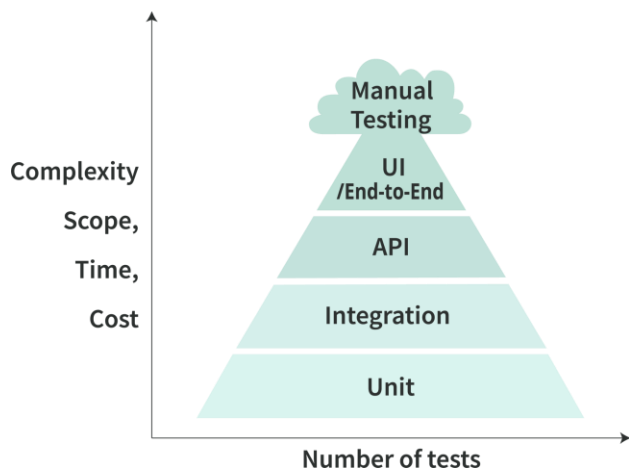 Manual
Testing
UI
/End-to-End
API
Integration
Unit
Complexity
Scope,
Time,
Cost
Number of tests